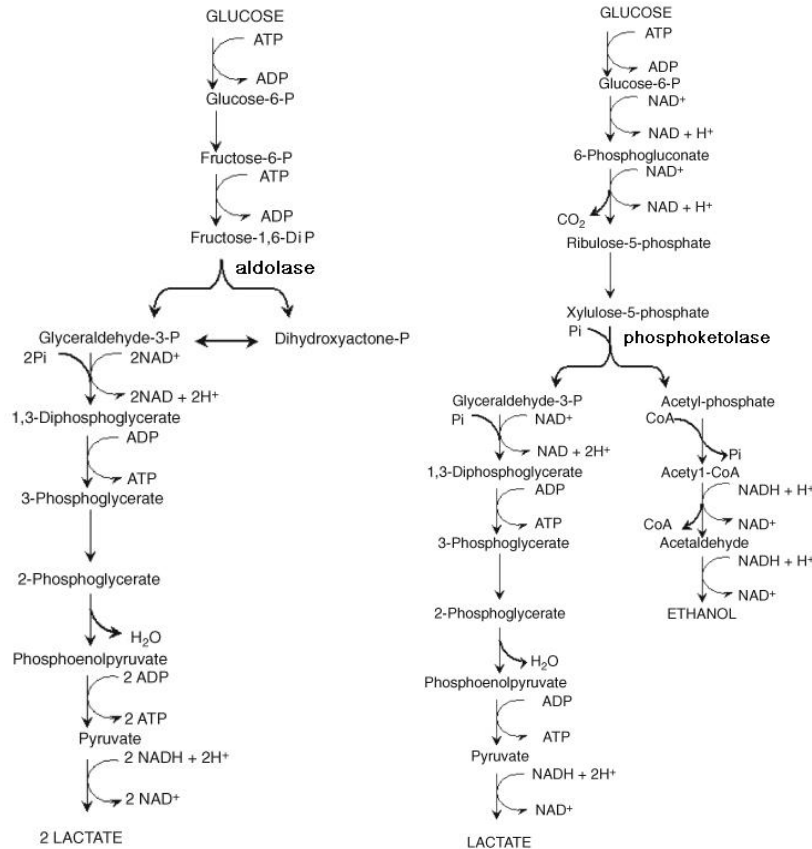 GLUCOSE
ATP
ADP
Glucose-6-P
Fructose-6-P
ATP
ADP
Fructose-1,6-Di P
aldolase
Glyceraldehyde-3-P
Dihydroxyactone-P
2Pi
2NAD+
2NAD + 2H+
1,3-Diphosphoglycerate
ADP
ATP
3-Phosphoglycerate
2-Phosphoglycerate
H2O
Phosphoenolpyruvate
2 ADP
2 ATP
Pyruvate
2 NADH + 2H+
2 NAD+
2 LACTATE
GLUCOSE
ATP
ADP
Glucose-6-P
NAD+
NAD + H+
6-Phosphogluconate
NAD+
NAD + H+
CO2
Ribulose-5-phosphate
Xylulose-5-phosphate
Pi
phosphoketolase
Glyceraldehyde-3-P
Pi
NAD+
NAD + 2H+
1,3-Diphosphoglycerate
ADP
ATP
3-Phosphoglycerate
2-Phosphoglycerate
H2O
Phosphoenolpyruvate
ADP
ATP
Pyruvate
NADH + 2H+
NAD+
LACTATE
Acetyl-phosphate
CoA
Pi
Acety1-CoA
NADH + H+
CoA
NAD+
Acetaldehyde
NADH + H+
NAD+
ETHANOL